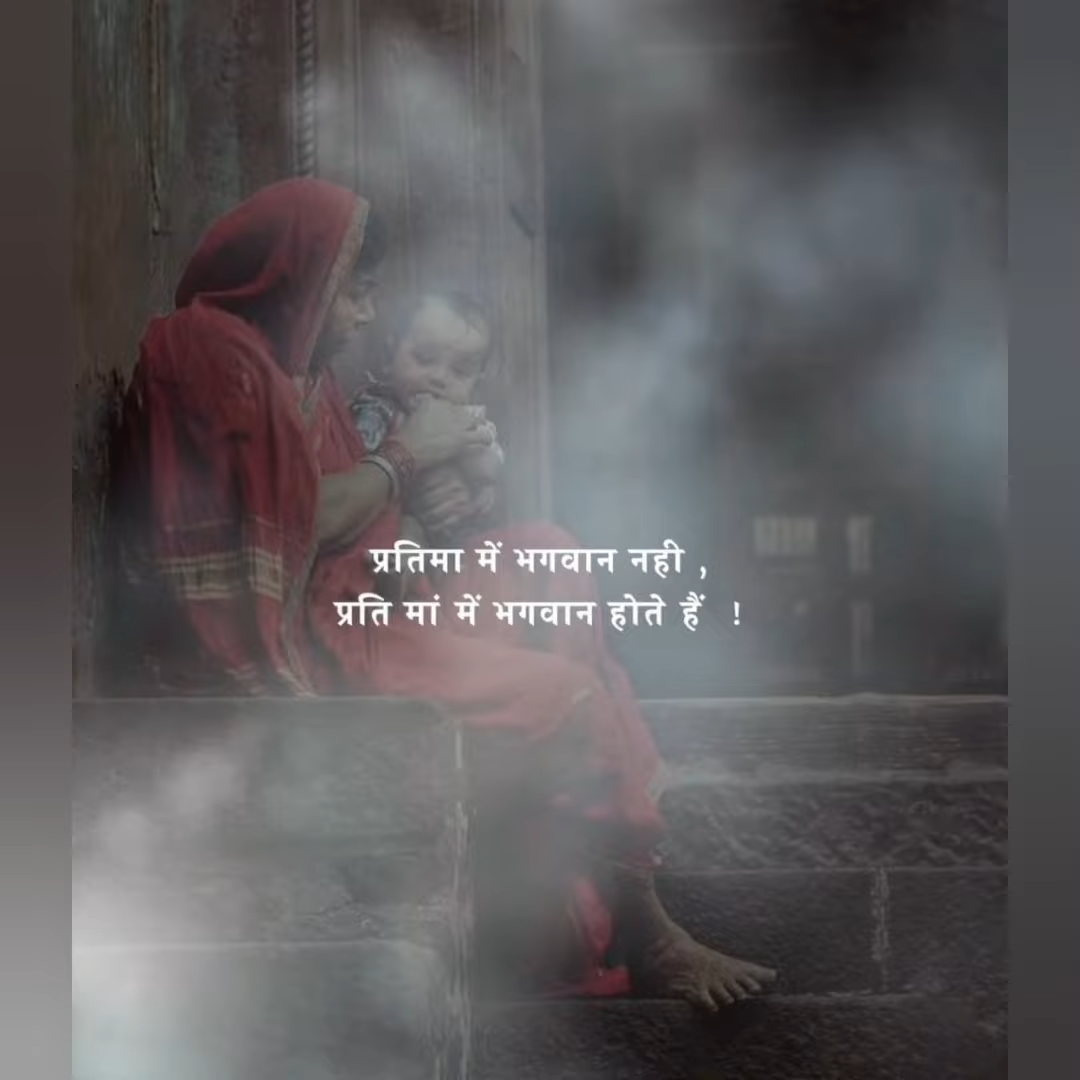 प्रतिमा में भगवान नही ,
प्रति मां में भगवान होते हैं !